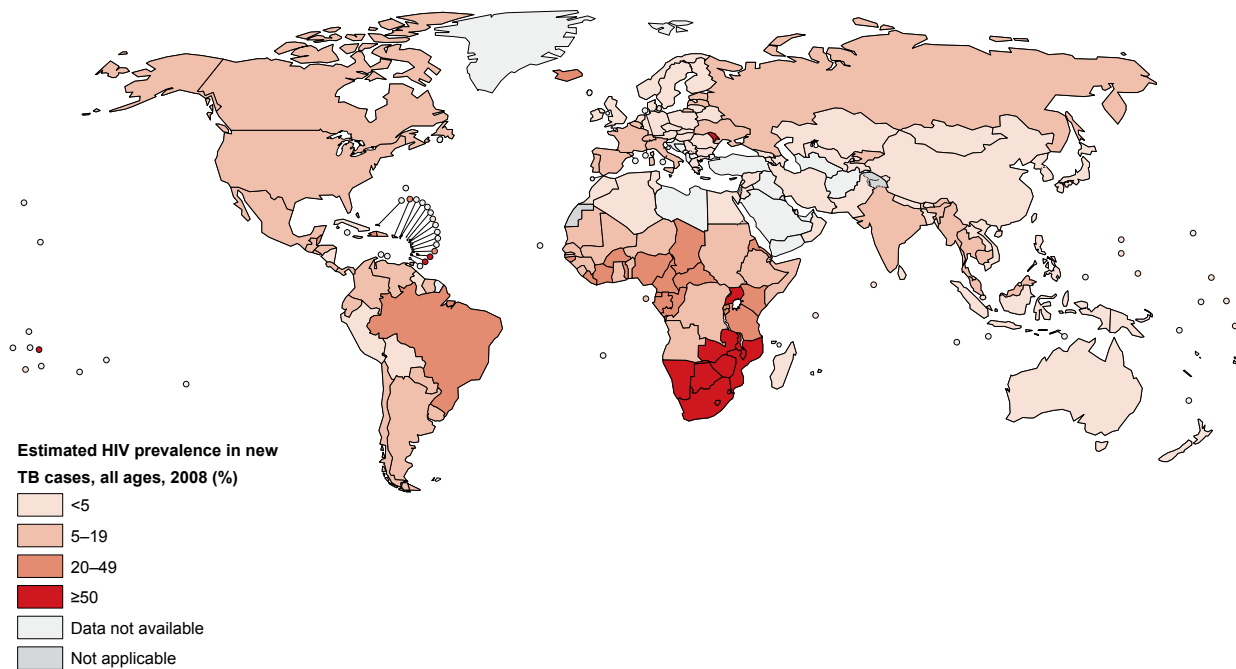 Estimated HIV prevalence in new
TB cases, all ages, 2008 (%)
<5
5–19
20–49
≥50
Data not available
Not applicable